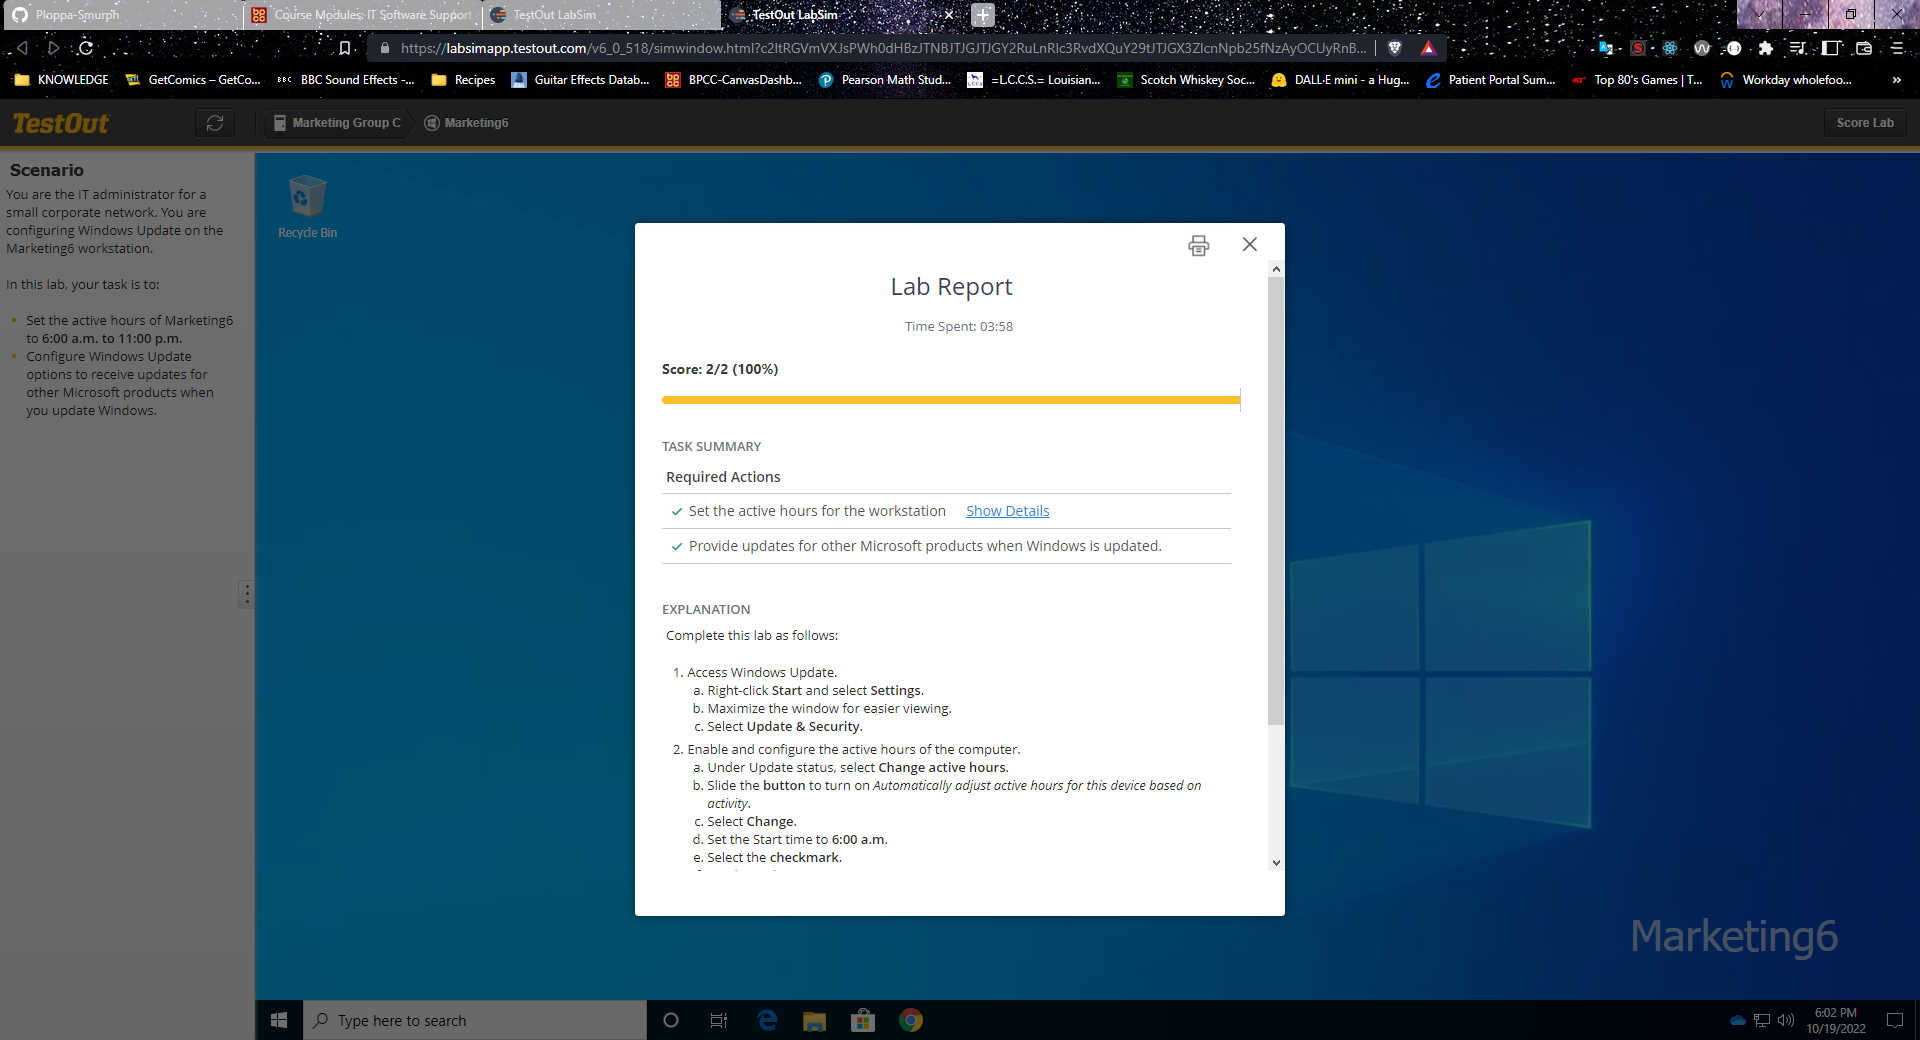 Ploppa-Smurph
Course Modules: IT Software Support
TestOut LabSim
TestOut LabSim
https://labsimapp.testout.com/v6_0_518/simwindow.html?
KNOWLEDGE
GetComics – GetCo...
BBC
BBC Sound Effects -...
Recipes
Guitar Effects Datab...
BPCC-CanvasDashb...
Pearson Math Stud...
=L.C.C.S.= Louisian...
Scotch Whiskey Soc...
DALL·E mini - a Hug...
Patient Portal Sum...
Top 80's Games | T...
Workday wholefoo...
»
TestOut
Marketing Group C
Marketing6
Score Lab
Scenario
You are the IT administrator for a
small corporate network. You are
configuring Windows Update on the
Marketing6 workstation.
In this lab, your task is to:
Set the active hours of Marketing6
to 6:00 a.m. to 11:00 p.m.
Configure Windows Update
options to receive updates for
other Microsoft products when
you update Windows.
Recycle Bin
Lab Report
Time Spent: 03:58
Score: 2/2 (100%)
TASK SUMMARY
Required Actions
Set the active hours for the workstation Show Details
Provide updates for other Microsoft products when Windows is updated.
EXPLANATION
Complete this lab as follows:
1. Access Windows Update.
a. Right-click Start and select Settings.
b. Maximize the window for easier viewing.
c. Select Update & Security.
2. Enable and configure the active hours of the computer.
a. Under Update status, select Change active hours.
b. Slide the button to turn on Automatically adjust active hours for this device based on
activity.
c. Select Change.
d. Set the Start time to 6:00 a.m.
e. Select the checkmark.
Marketing6
Type here to search
6:02 PM
10/19/2022